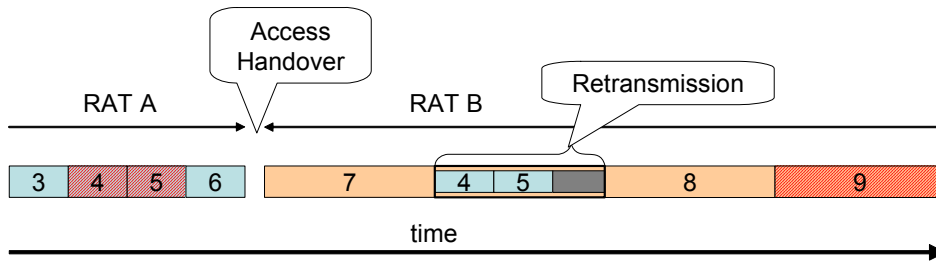 Access
Handover
Retransmission
RAT A
RAT B
3 4 5 6 7 4 5 8 9
time